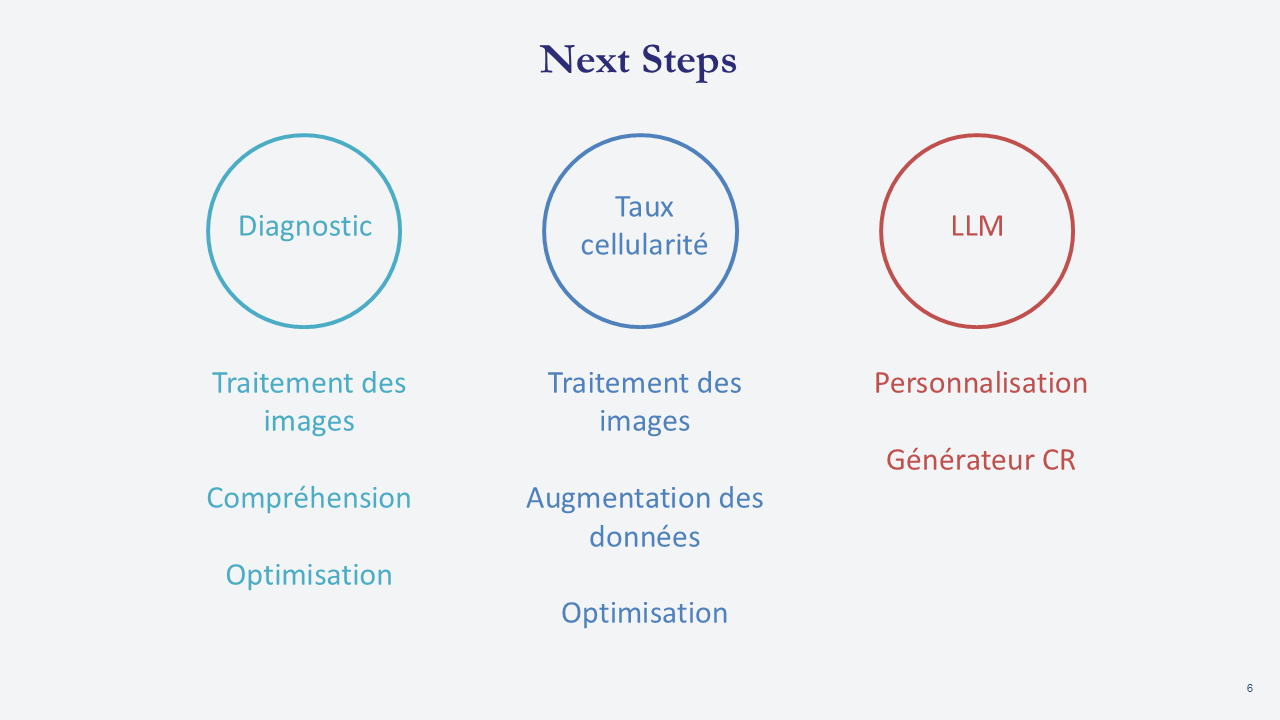 Next Steps
Diagnostic
Taux
cellularité
LLM
Traitement des
images
Compréhension
Optimisation
Traitement des
images
Augmentation des
données
Optimisation
Personnalisation
Générateur CR
6